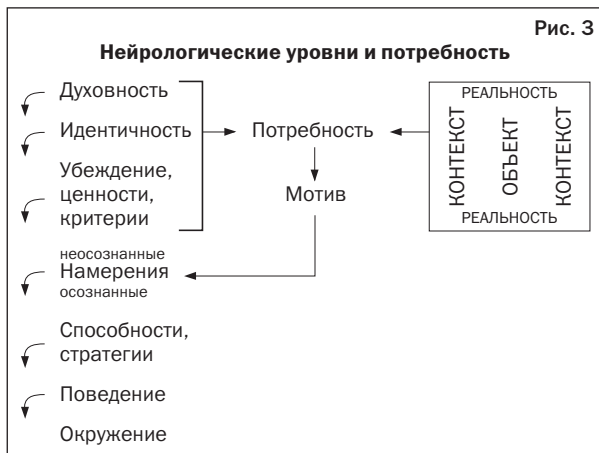 Рис. 3
Нейрологические уровни и потребность
Духовность
Идентичность
Убеждение,
ценности,
критерии
неосознанные
Намерения
осознанные
Способности,
стратегии
Поведение
Окружение
Потребность
Мотив
РЕАЛЬНОСТЬ
КОНТЕКСТ
ОБЪЕКТ
КОНТЕКСТ
РЕАЛЬНОСТЬ